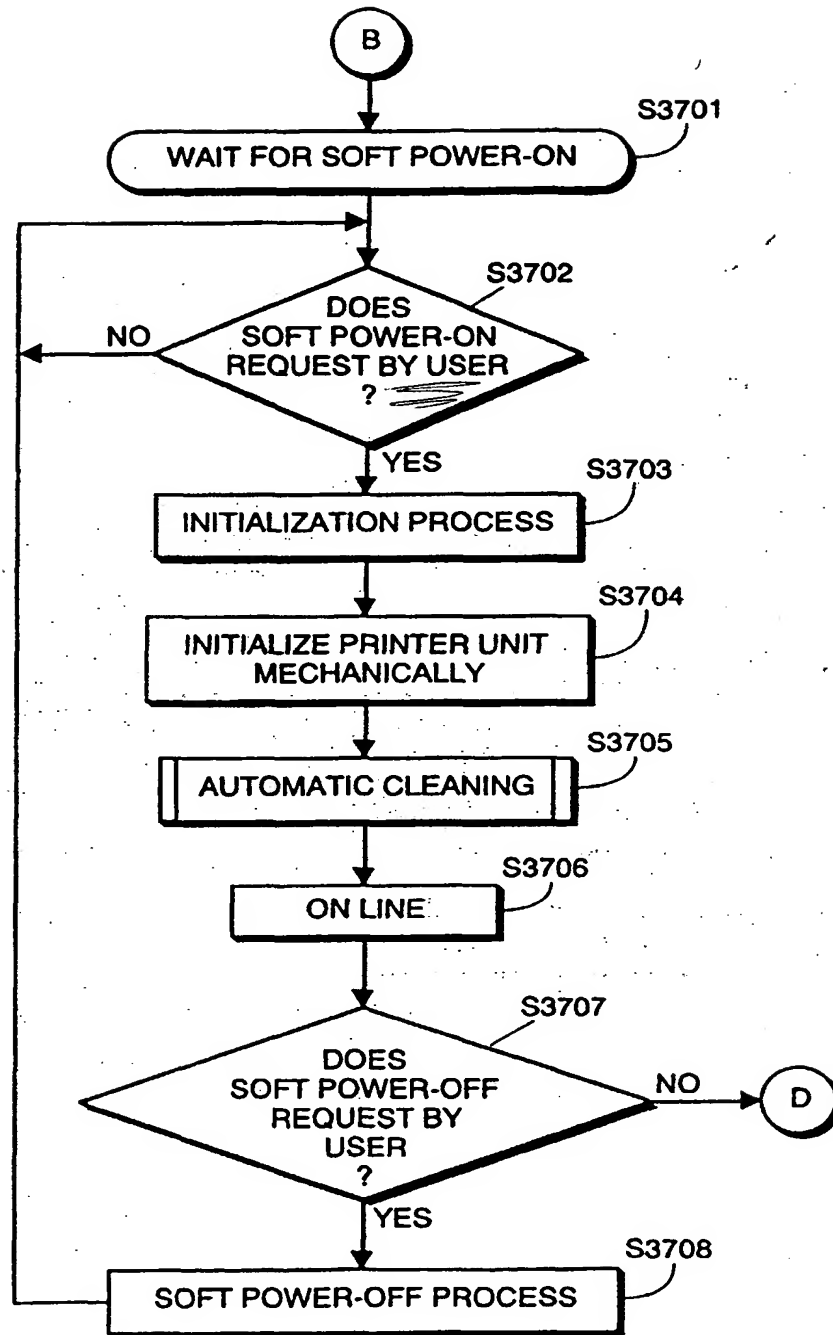 B
S3701
WAIT FOR SOFT POWER-ON
S3702
DOES
SOFT POWER-ON
REQUEST BY USER
?
NO
YES
S3703
INITIALIZATION PROCESS
S3704
INITIALIZE PRINTER UNIT
MECHANICALLY
S3705
AUTOMATIC CLEANING
S3706
ON LINE
S3707
DOES
SOFT POWER-OFF
REQUEST BY
USER
?
NO
D
YES
S3708
SOFT POWER-OFF PROCESS